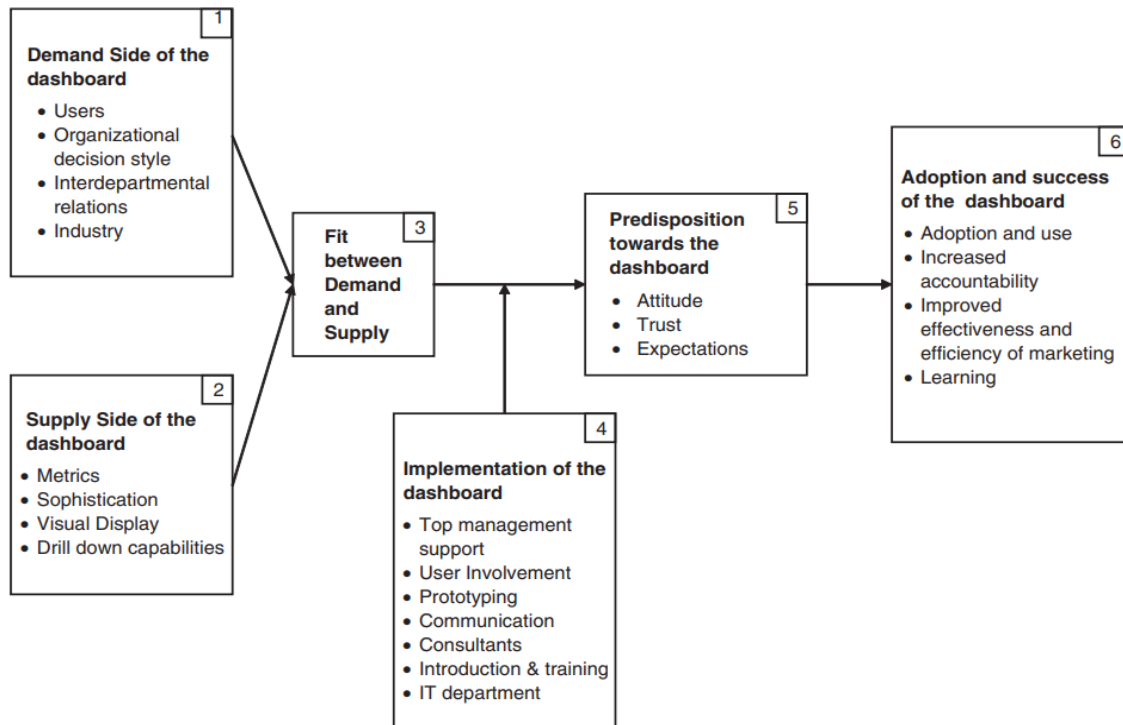 1
Demand Side of the
dashboard
• Users
• Organizational
decision style
• Interdepartmental
relations
• Industry
2
Supply Side of the
dashboard
• Metrics
• Sophistication
• Visual Display
• Drill down capabilities
3
Fit
between
Demand
and
Supply
4
Implementation of the
dashboard
• Top management
support
• User Involvement
• Prototyping
• Communication
• Consultants
• Introduction & training
• IT department
5
Predisposition
towards the
dashboard
• Attitude
• Trust
• Expectations
6
Adoption and success
of the dashboard
• Adoption and use
• Increased
accountability
• Improved
effectiveness and
efficiency of marketing
• Learning